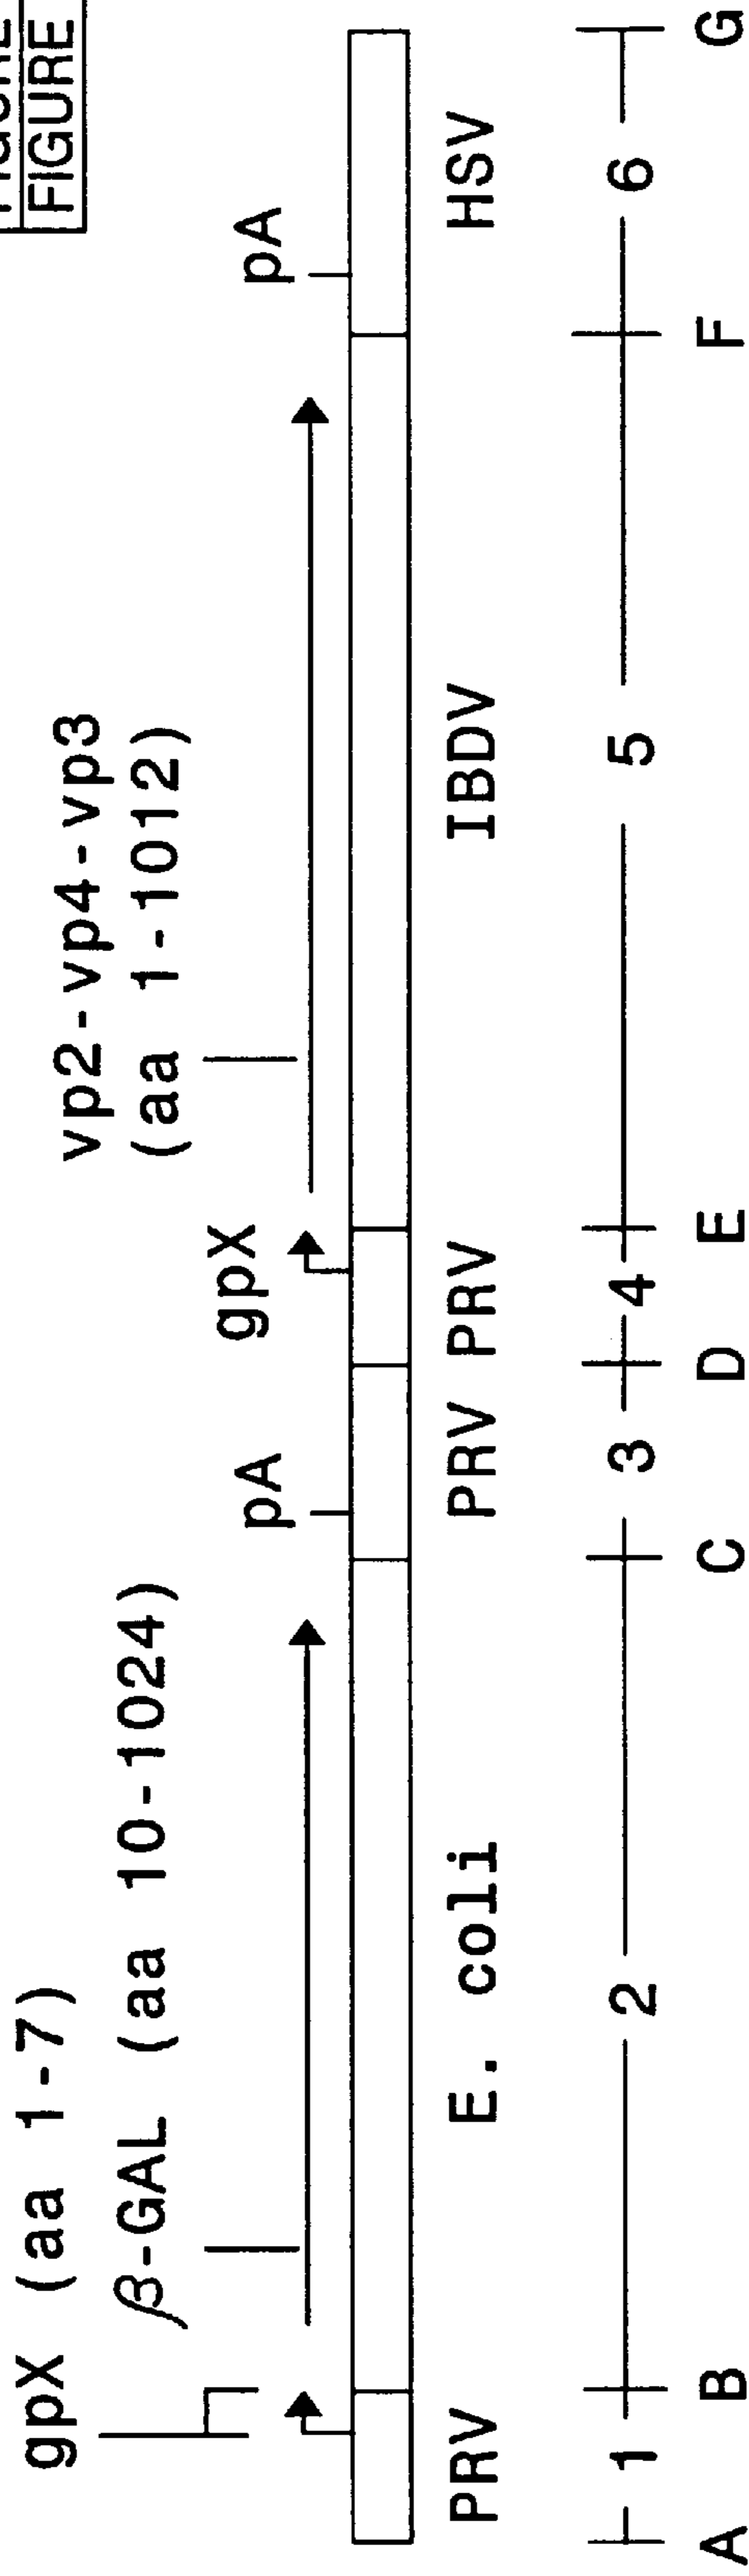 FIGURE
gpX (aa 1-7)
β-GAL (aa 10-1024)
pA
gpX
vp2-vp4-vp3
(aa 1-1012)
pA
PRV
E. coli
PRV PRV
IBDV
HSV
1 2 3 4 5 6
A B C D E F G